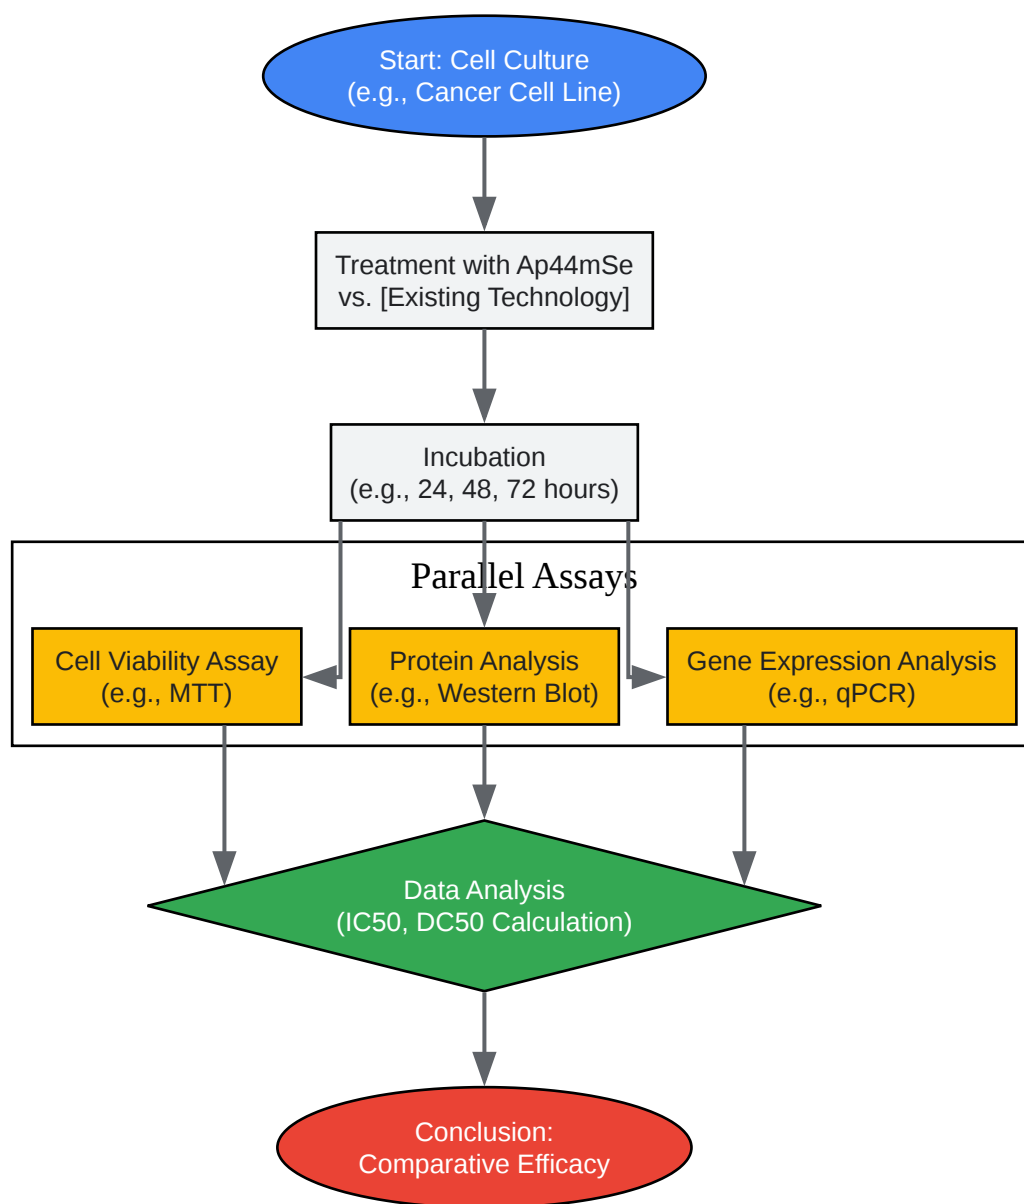 Start: Cell Culture
(e.g., Cancer Cell Line)
Treatment with Ap44mSe
vs. [Existing Technology]
Incubation
(e.g., 24, 48, 72 hours)
Parallel Assays
Cell Viability Assay
(e.g., MTT)
Protein Analysis
(e.g., Western Blot)
Gene Expression Analysis
(e.g., qPCR)
Data Analysis
(IC50, DC50 Calculation)
Conclusion:
Comparative Efficacy